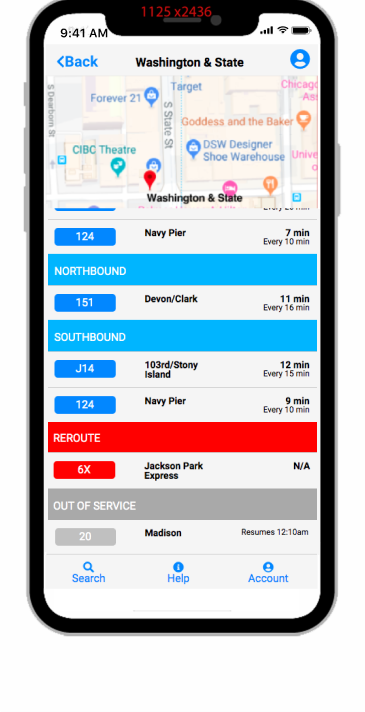 1125 x2436
9:41 AM
<Back
Washington & State
S Dearborn St
Forever 21
Target
S State St
Chicago
Goddess and the Baker
CIBC Theatre
DSW Designer
Shoe Warehouse
Washington & State
124
Navy Pier
7 min
Every 10 min
NORTHBOUND
151
Devon/Clark
11 min
Every 16 min
SOUTHBOUND
J14
103rd/Stony
Island
12 min
Every 15 min
124
Navy Pier
9 min
Every 10 min
REROUTE
6X
Jackson Park
Express
N/A
OUT OF SERVICE
20
Madison
Resumes 12:10am
Search
Help
Account